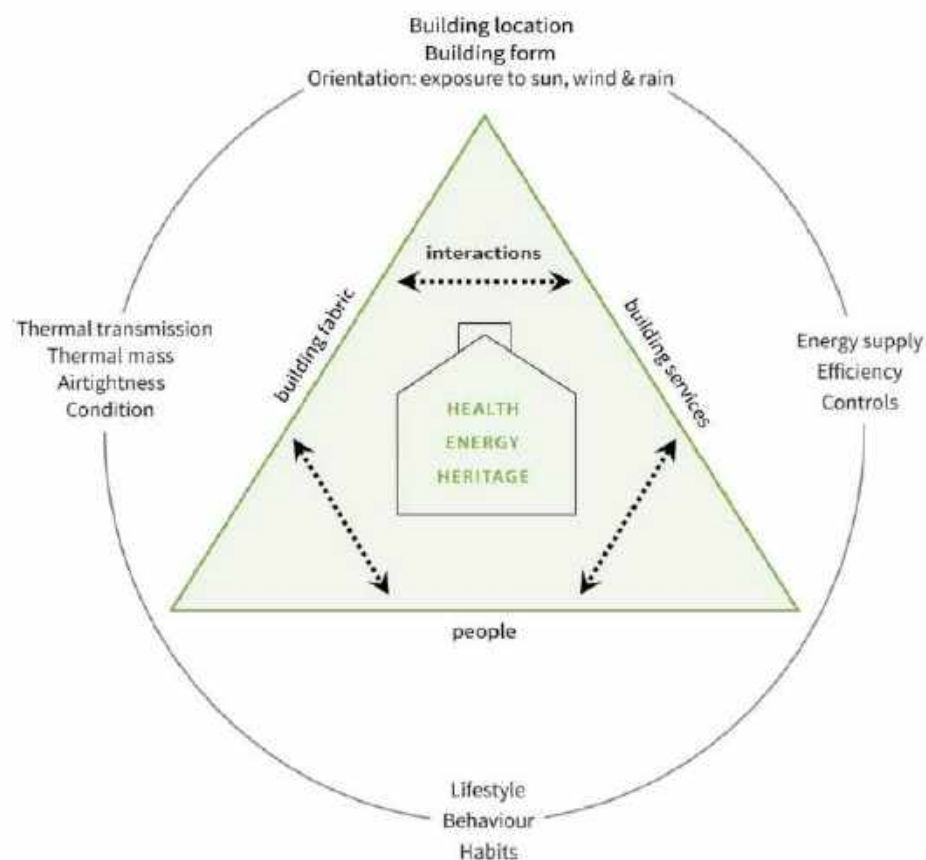 Building location
Building form
Orientation: exposure to sun, wind & rain
interactions
building fabric
building services
Thermal transmission
Thermal mass
Airtightness
Condition
Energy supply
Efficiency
Controls
HEALTH
ENERGY
HERITAGE
people
Lifestyle
Behaviour
Habits